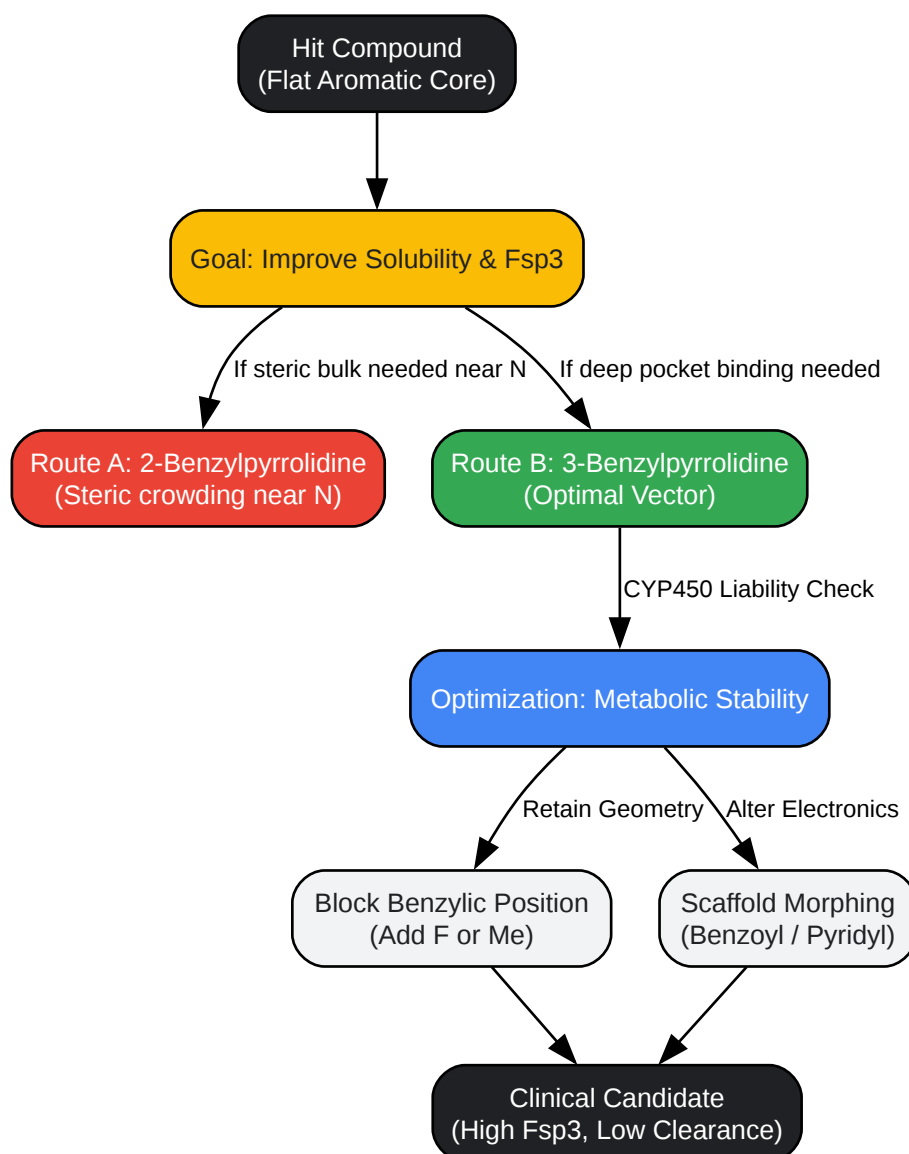 Hit Compound
(Flat Aromatic Core)
Goal: Improve Solubility & Fsp3
If steric bulk needed near N
If deep pocket binding needed
Route A: 2-Benzylpyrrolidine
(Steric crowding near N)
Route B: 3-Benzylpyrrolidine
(Optimal Vector)
CYP450 Liability Check
Optimization: Metabolic Stability
Retain Geometry
Alter Electronics
Block Benzylic Position
(Add F or Me)
Scaffold Morphing
(Benzoyl / Pyridyl)
Clinical Candidate
(High Fsp3, Low Clearance)